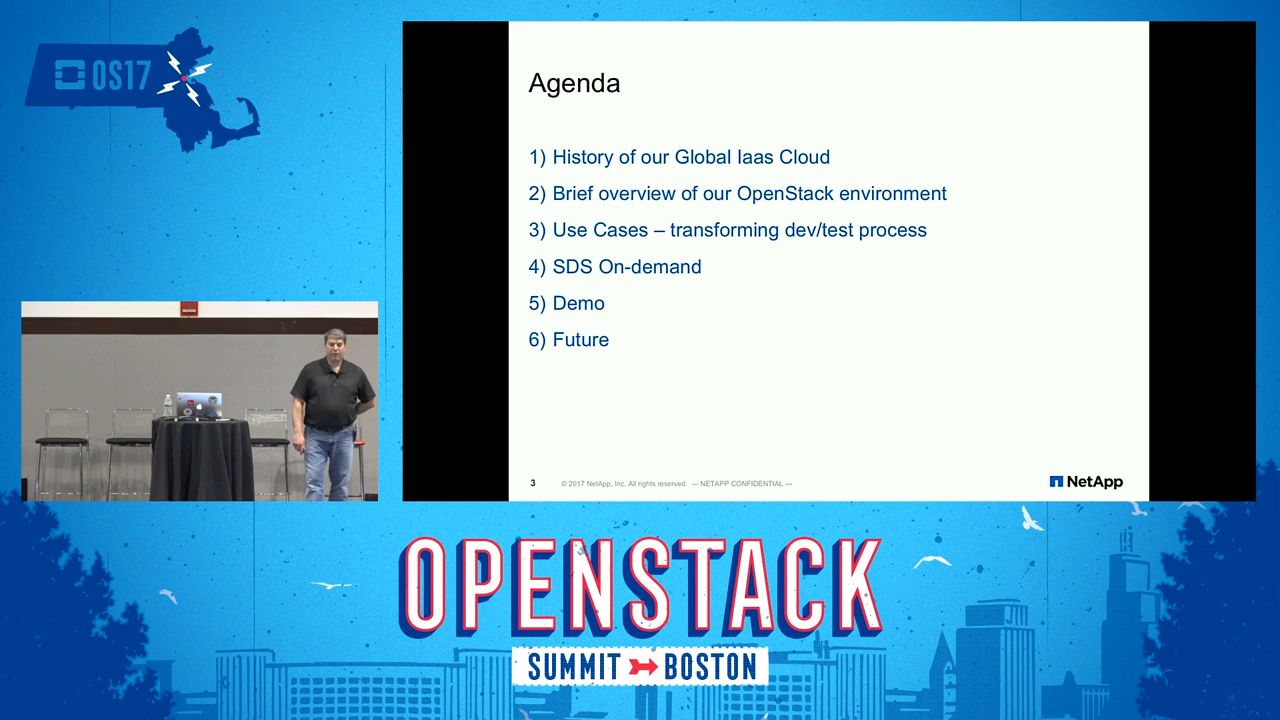 OS17
Agenda
1) History of our Global Iaas Cloud
2) Brief overview of our OpenStack environment
3) Use Cases – transforming dev/test process
4) SDS On-demand
5) Demo
6) Future
3 © 2017 NetApp, Inc. All rights reserved. — NETAPP CONFIDENTIAL —
NetApp
OPENSTACK
SUMMIT BOSTON